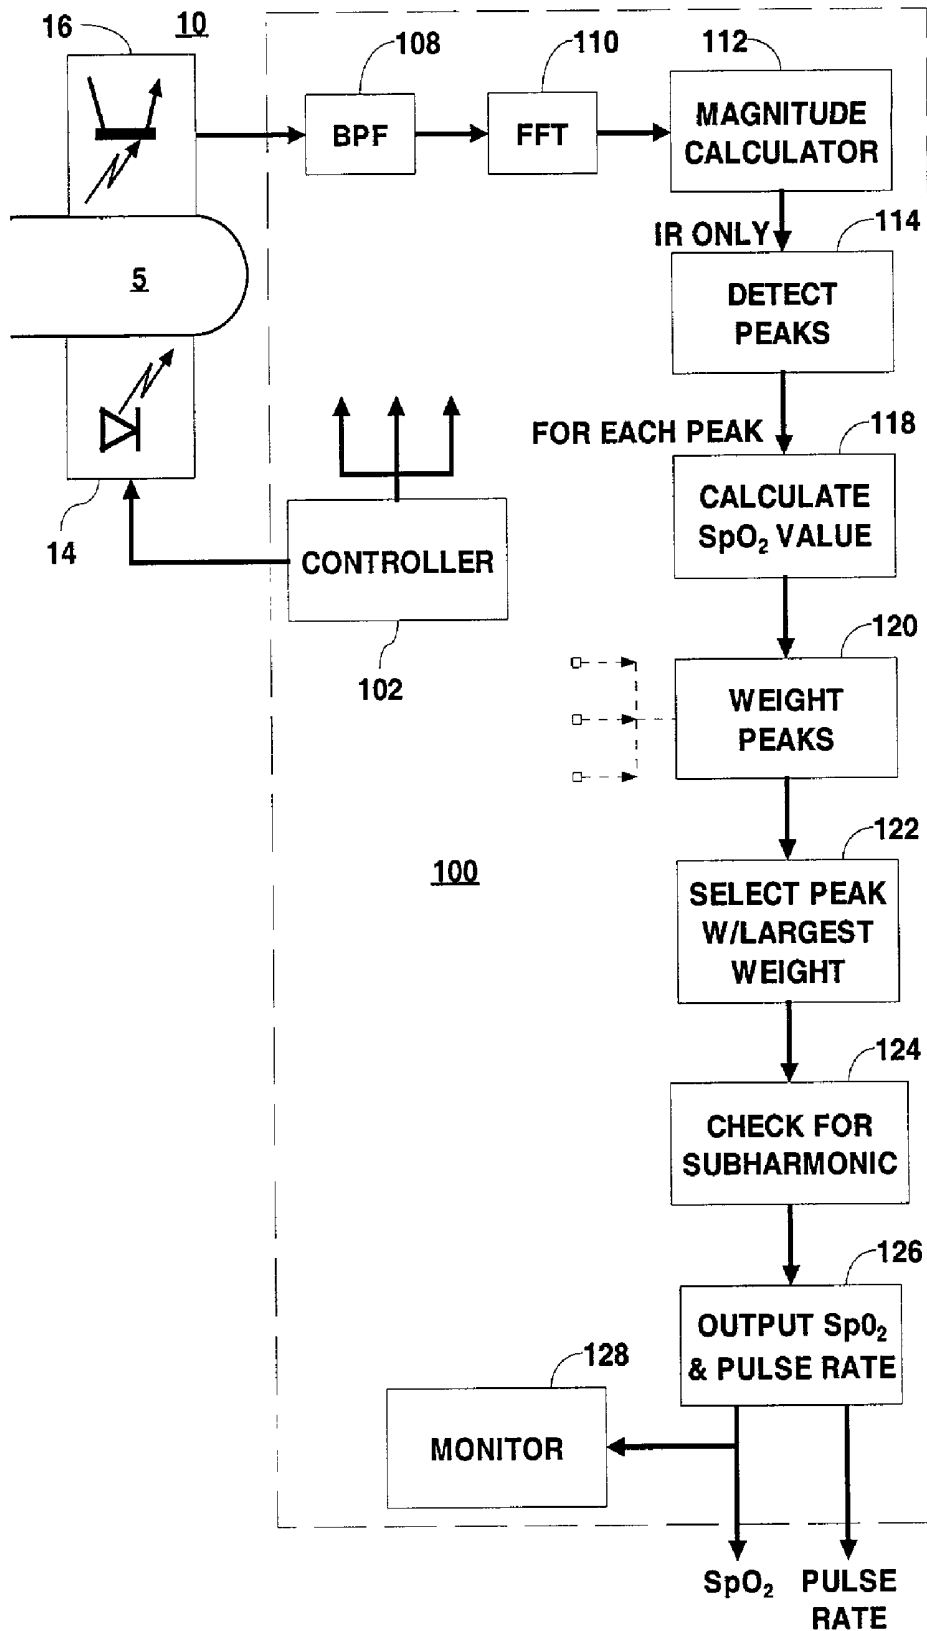 16
10
108
110
112
BPF
FFT
MAGNITUDE
CALCULATOR
IR ONLY
114
5
DETECT
PEAKS
FOR EACH PEAK
118
CALCULATE
SpO₂ VALUE
14
CONTROLLER
102
120
WEIGHT
PEAKS
122
100
SELECT PEAK
W/LARGEST
WEIGHT
124
CHECK FOR
SUBHARMONIC
126
OUTPUT Sp0₂
& PULSE RATE
128
MONITOR
SpO₂
PULSE
RATE